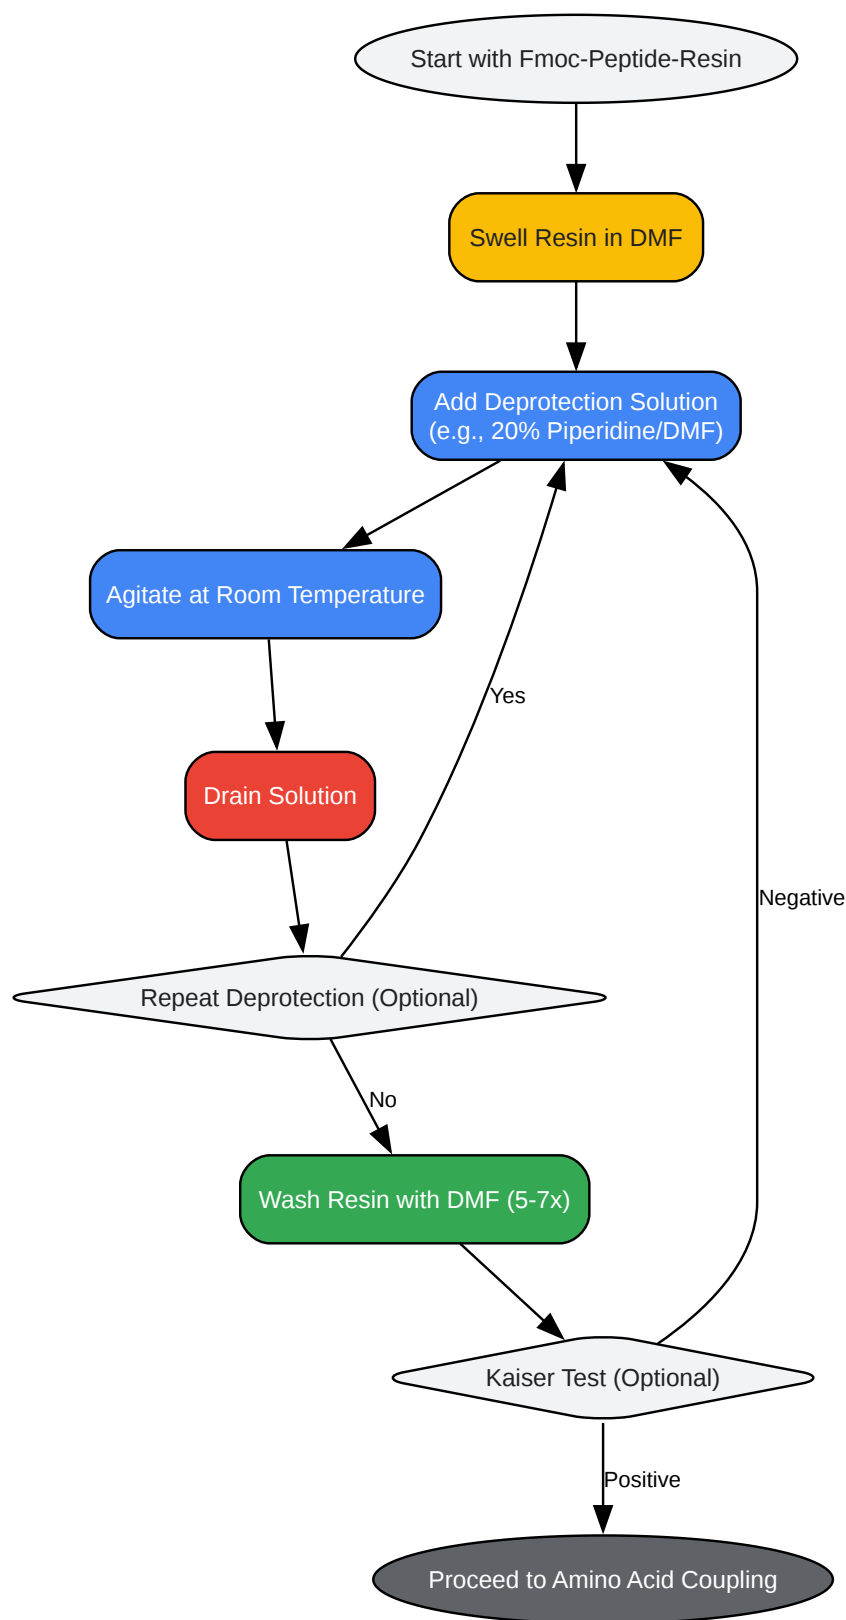 Start with Fmoc-Peptide-Resin
Swell Resin in DMF
Add Deprotection Solution
(e.g., 20% Piperidine/DMF)
Agitate at Room Temperature
Yes
Drain Solution
Negative
Repeat Deprotection (Optional)
No
Wash Resin with DMF (5-7x)
Kaiser Test (Optional)
Positive
Proceed to Amino Acid Coupling